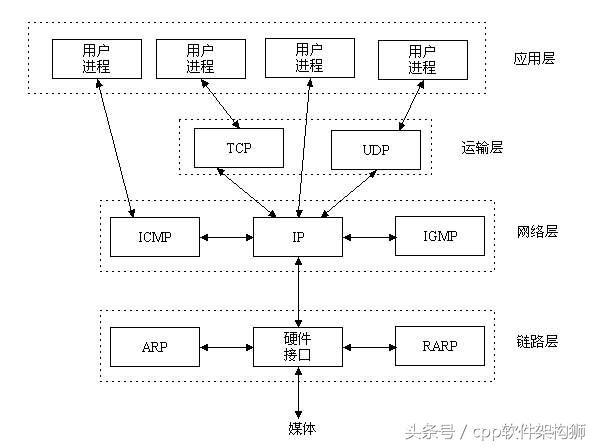 用户
进程
用户
进程
用户
进程
用户
进程
应用层
TCP
UDP
运输层
ICMP
IP
IGMP
网络层
ARP
硬件
接口
RARP
链路层
媒体
头条号 / cpp软件架构狮